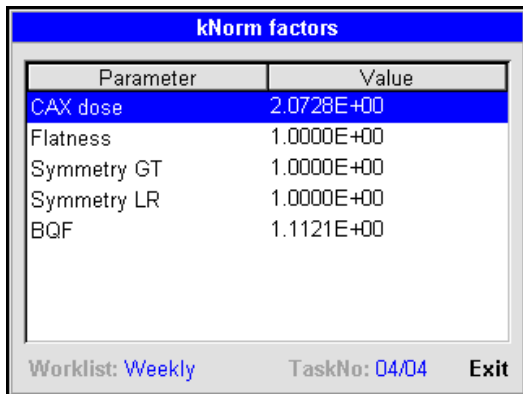 kNorm factors
Parameter Value
CAX dose 2.0728E+00
Flatness 1.0000E+00
Symmetry GT 1.0000E+00
Symmetry LR 1.0000E+00
BQF 1.1121E+00
Worklist: Weekly TaskNo: 04/04 Exit